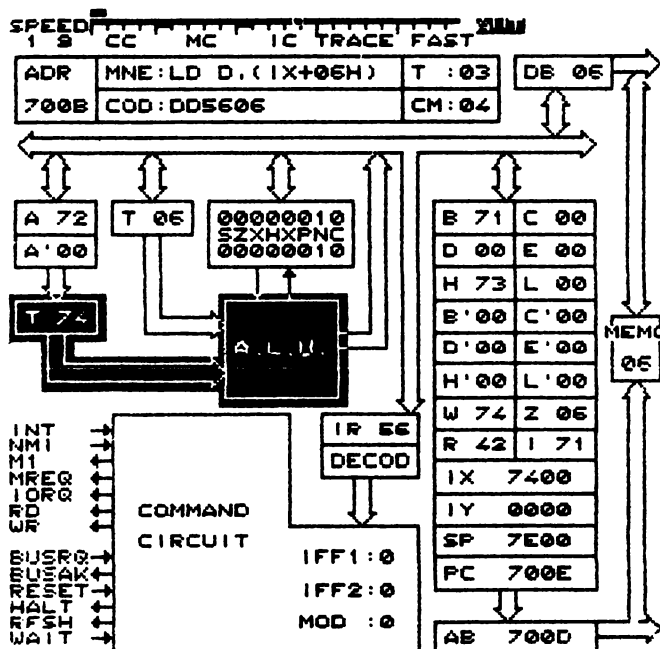 SPEED
1 S CC MC IC TRACE FAST
ADR MNE:LD D,(IX+06H) T :03 DB 06
700B COD:DD5606 CM:04
A 72 T 06 00000010 B 71 C 00
A'00 SZXHXPNC D 00 E 00
00000010
T 74 A.L.U. H 73 L 00
B'00 C'00
D'00 E'00 MEMO
H'00 L'00 06
W 74 Z 06
IR 56 R 42 I 71
DECOD IX 7400
IY 0000
SP 7E00
PC 700E
AB 700D
INT
NMI
M1
MREQ
IORQ
RD
WR
BUSRQ
BUSAK
RESET
HALT
RFSH
WAIT
COMMAND
CIRCUIT
IFF1:0
IFF2:0
MOD :0